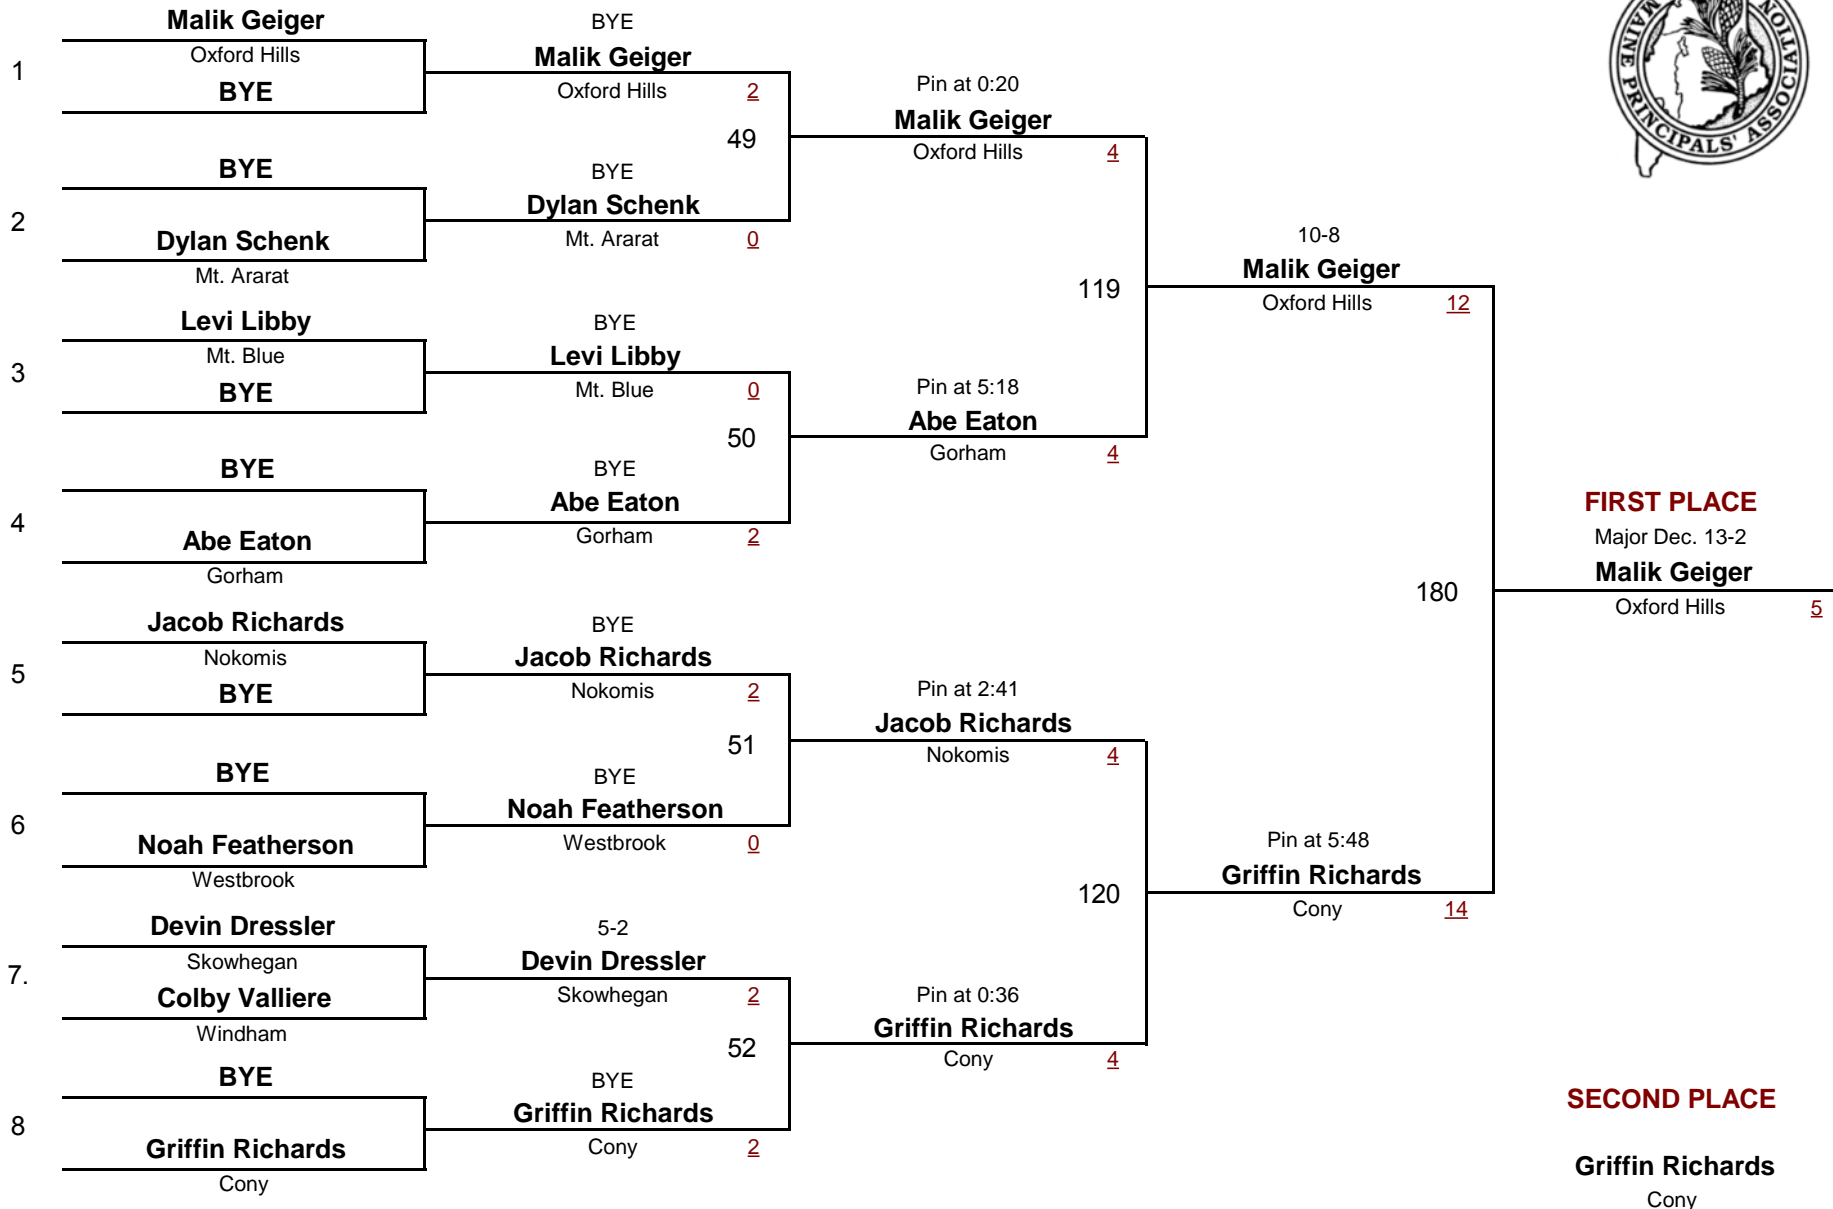 Malik Geiger
Oxford Hills
1
BYE
BYE
2
Dylan Schenk
Mt. Ararat
Levi Libby
Mt. Blue
3
BYE
BYE
4
Abe Eaton
Gorham
Jacob Richards
Nokomis
5
BYE
BYE
6
Noah Featherson
Westbrook
Devin Dressler
Skowhegan
7.
Colby Valliere
Windham
BYE
8
Griffin Richards
Cony
BYE
Malik Geiger
Oxford Hills 2
49
BYE
Dylan Schenk
Mt. Ararat 0
BYE
Levi Libby
Mt. Blue 0
50
BYE
Abe Eaton
Gorham 2
BYE
Jacob Richards
Nokomis 2
51
BYE
Noah Featherson
Westbrook 0
5-2
Devin Dressler
Skowhegan 2
52
BYE
Griffin Richards
Cony 2
Pin at 0:20
Malik Geiger
Oxford Hills 4
119
Pin at 5:18
Abe Eaton
Gorham 4
Pin at 2:41
Jacob Richards
Nokomis 4
120
Pin at 0:36
Griffin Richards
Cony 4
10-8
Malik Geiger
Oxford Hills 12
180
Pin at 5:48
Griffin Richards
Cony 14
MAINE PRINCIPALS' ASSOCIATION
FIRST PLACE
Major Dec. 13-2
Malik Geiger
Oxford Hills 5
SECOND PLACE
Griffin Richards
Cony